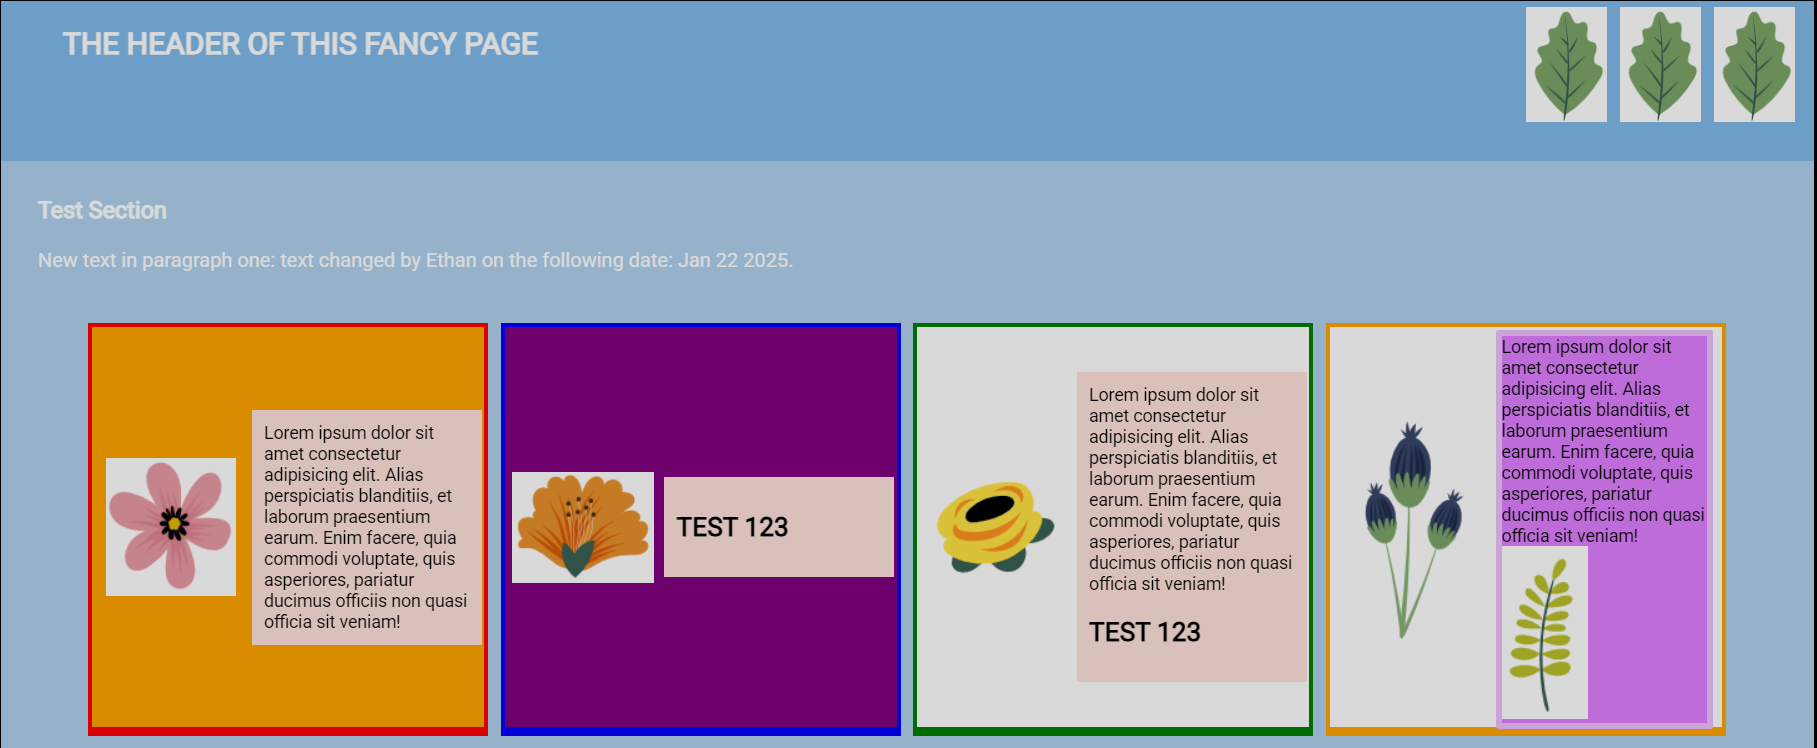 THE HEADER OF THIS FANCY PAGE
Test Section
New text in paragraph one: text changed by Ethan on the following date: Jan 22 2025.
Lorem ipsum dolor sit
amet consectetur
adipisicing elit. Alias
perspiciatis blanditiis, et
laborum praesentium
earum. Enim facere, quia
commodi voluptate, quis
asperiores, pariatur
ducimus officiis non quasi
officia sit veniam!
TEST 123
Lorem ipsum dolor sit
amet consectetur
adipisicing elit. Alias
perspiciatis blanditiis, et
laborum praesentium
earum. Enim facere, quia
commodi voluptate, quis
asperiores, pariatur
ducimus officiis non quasi
officia sit veniam!
TEST 123
Lorem ipsum dolor sit
amet consectetur
adipisicing elit. Alias
perspiciatis blanditiis, et
laborum praesentium
earum. Enim facere, quia
commodi voluptate, quis
asperiores, pariatur
ducimus officiis non quasi
officia sit veniam!